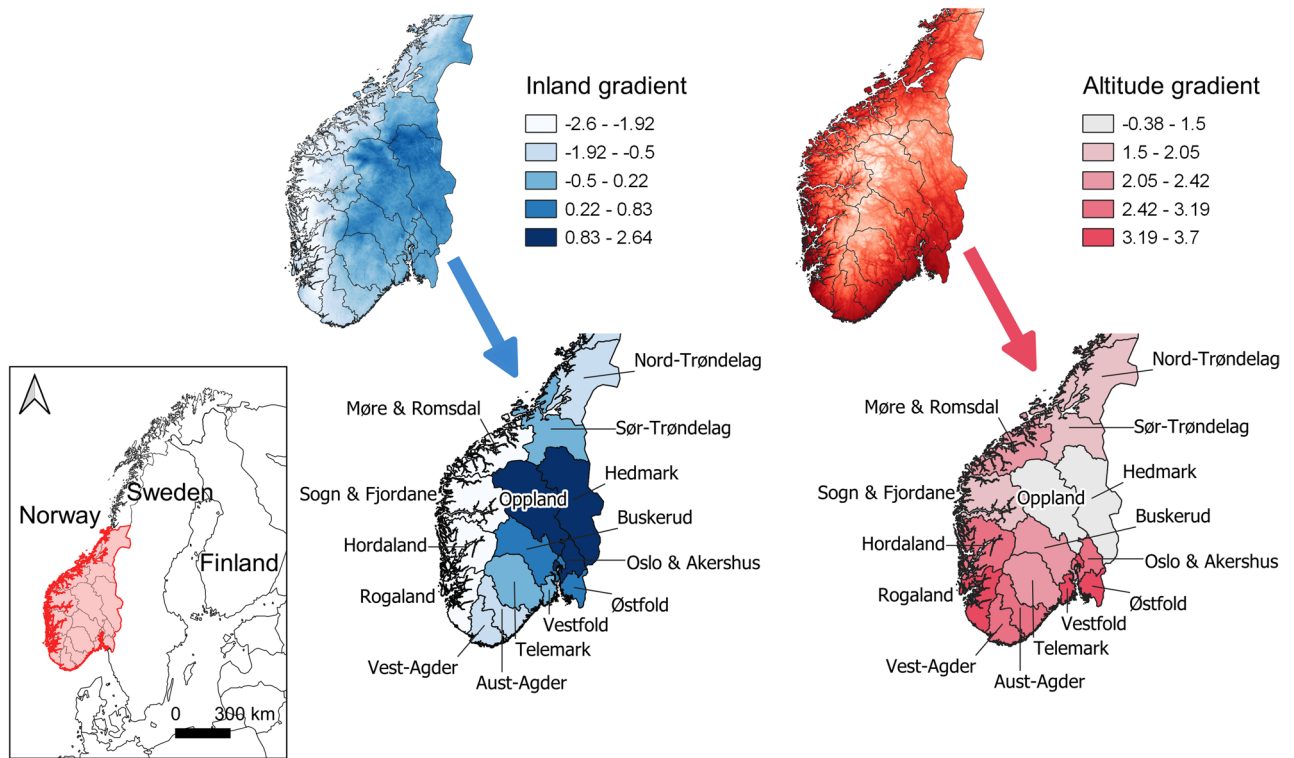 Inland gradient
-2.6 - -1.92
-1.92 - -0.5
-0.5 - 0.22
0.22 - 0.83
0.83 - 2.64
Altitude gradient
-0.38 - 1.5
1.5 - 2.05
2.05 - 2.42
2.42 - 3.19
3.19 - 3.7
Nord-Trøndelag
Møre & Romsdal
Sør-Trøndelag
Hedmark
Sogn & Fjordane
Oppland
Buskerud
Hordaland
Oslo & Akershus
Rogaland
Østfold
Vestfold
Telemark
Vest-Agder
Aust-Agder
Nord-Trøndelag
Møre & Romsdal
Sør-Trøndelag
Hedmark
Sogn & Fjordane
Oppland
Buskerud
Hordaland
Oslo & Akershus
Rogaland
Østfold
Vestfold
Telemark
Vest-Agder
Aust-Agder
Sweden
Norway
Finland
0 300 km